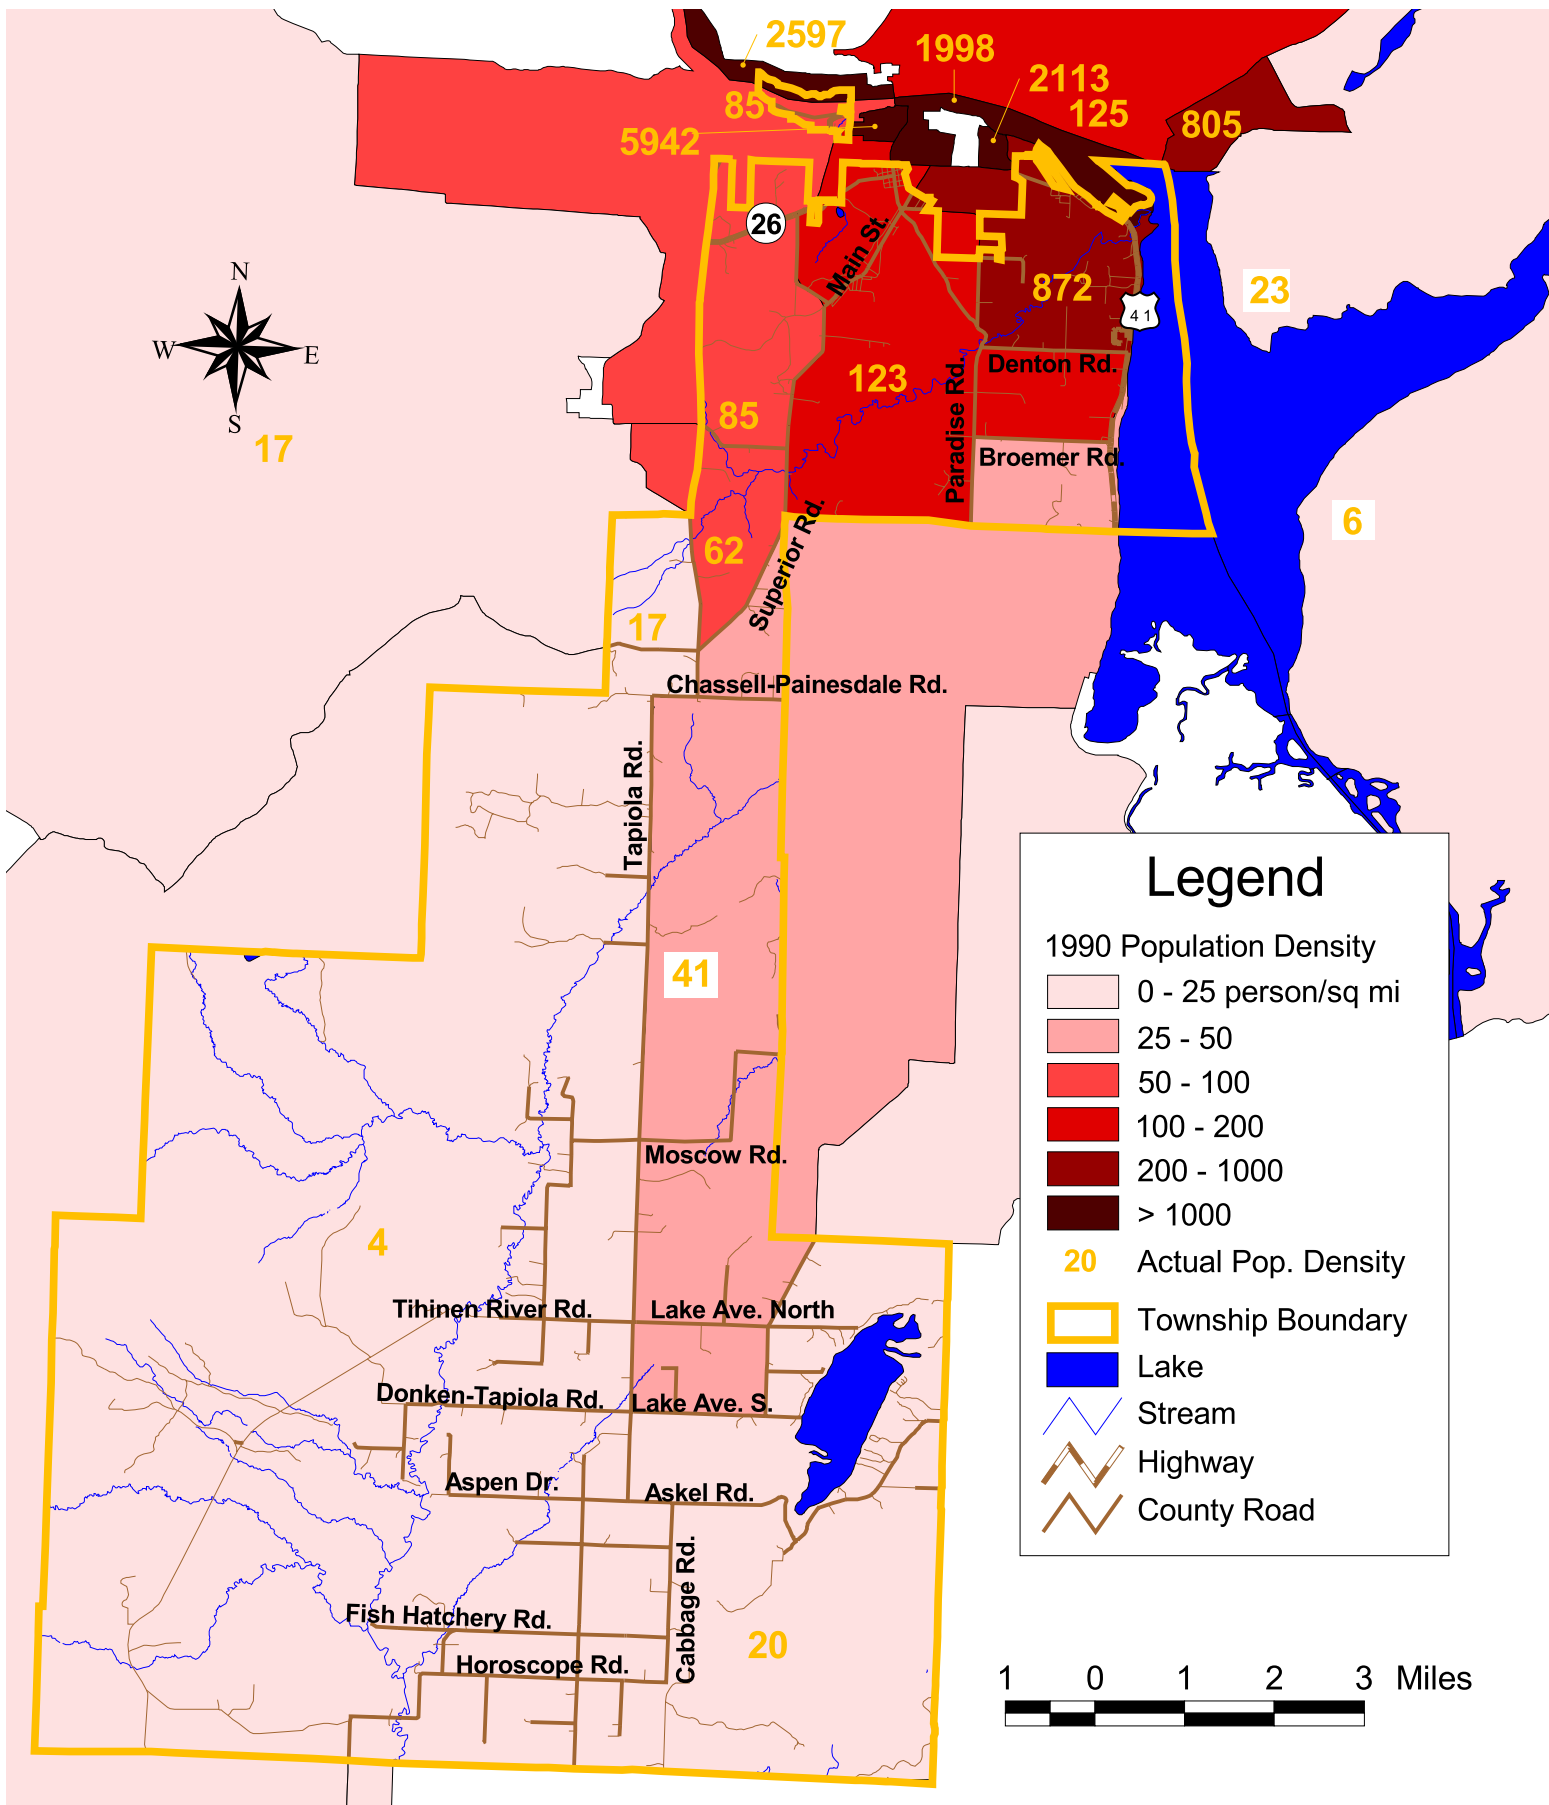 2597
1998
2113
85
125
805
5942
26
Main St.
872
23
41
Denton Rd.
123
Paradise Rd.
85
N
W
E
S
17
Broemer Rd.
6
62
Superior Rd.
17
Chassell-Painesdale Rd.
Tapiola Rd.
41
Moscow Rd.
4
Tihinen River Rd.
Lake Ave. North
Donken-Tapiola Rd.
Lake Ave. S.
Aspen Dr.
Askel Rd.
Cabbage Rd.
Fish Hatchery Rd.
20
Horoscope Rd.
Legend
1990 Population Density
0 - 25 person/sq mi
25 - 50
50 - 100
100 - 200
200 - 1000
> 1000
20 Actual Pop. Density
Township Boundary
Lake
Stream
Highway
County Road
1 0 1 2 3 Miles